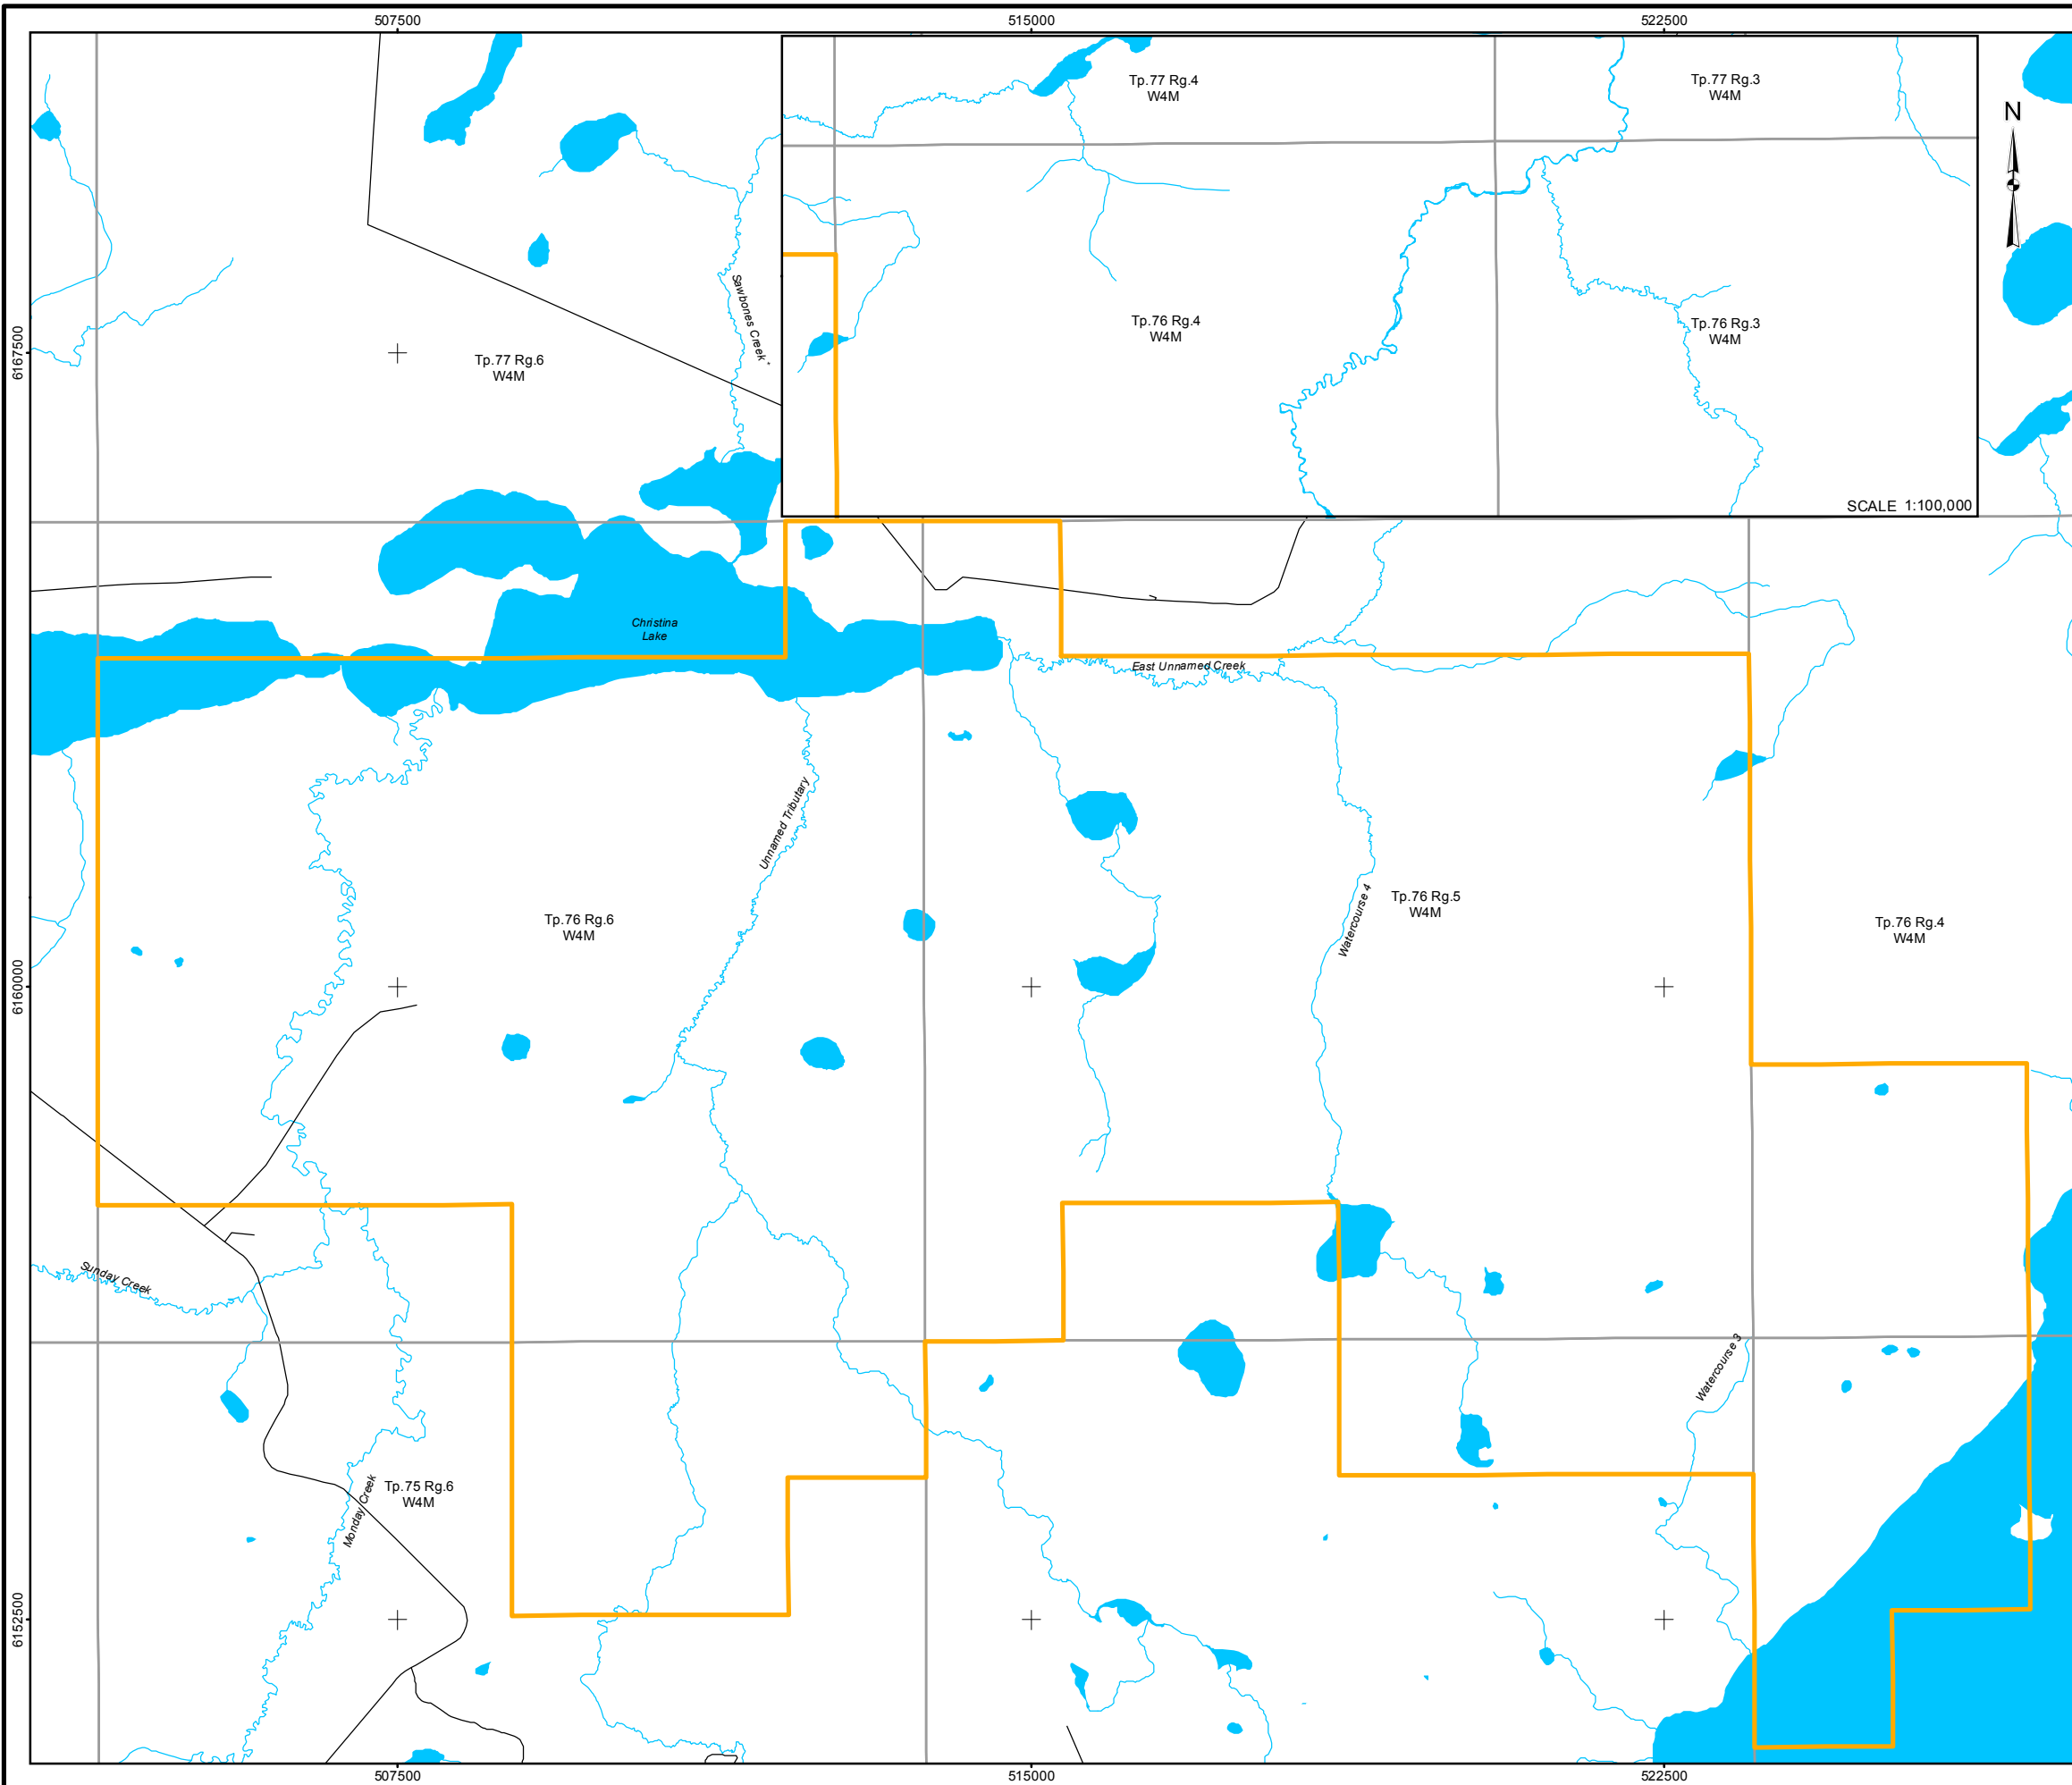 507500
515000
522500
Tp.77 Rg.4
W4M
Tp.77 Rg.3
W4M
N
Sawbones Creek
Tp.76 Rg.4
W4M
Tp.76 Rg.3
W4M
6167500
Tp.77 Rg.6
W4M
SCALE 1:100,000
Christina
Lake
East Unnamed Creek
Unnamed Tributary
Watercourse 4
Tp.76 Rg.6
W4M
Tp.76 Rg.5
W4M
Tp.76 Rg.4
W4M
6160000
Sunday Creek
Watercourse 3
Monday Creek
Tp.75 Rg.6
W4M
6152500
507500
515000
522500